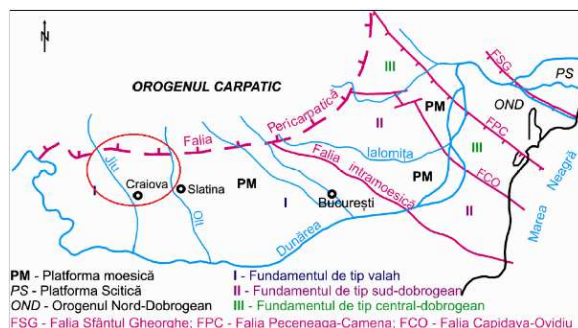 N
OROGENUL CARPATIC
III
FSG
PS
OND
II
PM
Pericarpatică
Falia
Ialomița
FPC
III
Jiu
FCO
Falia intramoesică
Marea Neagră
I
Craiova
Slatina
PM
PM
București
Olt
I
II
Dunărea
PM - Platforma moesică
I - Fundamentul de tip valah
PS - Platforma Scitică
II - Fundamentul de tip sud-dobrogean
OND - Orogenul Nord-Dobrogean
III - Fundamentul de tip central-dobrogean
FSG - Falia Sfântul Gheorghe; FPC - Falia Peceneaga-Camena; FCO - Falia Capidava-Ovidiu